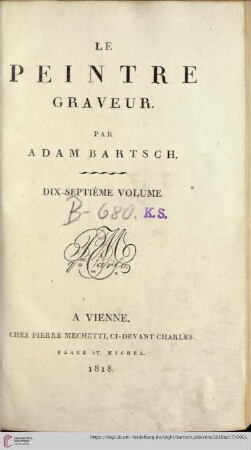 LE
PEINTRE
GRAVEUR.
PAR
ADAM BARTSCH.
DIX-SEPTIÈME VOLUME
B-680. K.S.
A VIENNE.
CHEZ PIERRE MECHETTI, CI-DEVANT CHARLES.
PLACE ST. MICHEL.
1818.